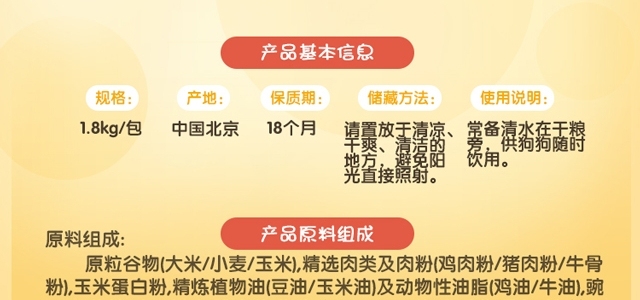 产品基本信息
规格: 产地: 保质期: 储藏方法: 使用说明:
1.8kg/包 中国北京 18个月
请置放于清凉、
干爽、清洁的
地方，避免阳
光直接照射。
常备清水在干粮
旁，供狗狗随时
饮用。
产品原料组成
原料组成:
原粒谷物(大米/小麦/玉米),精选肉类及肉粉(鸡肉粉/猪肉粉/牛骨
粉),玉米蛋白粉,精炼植物油(豆油/玉米油)及动物性油脂(鸡油/牛油),豌